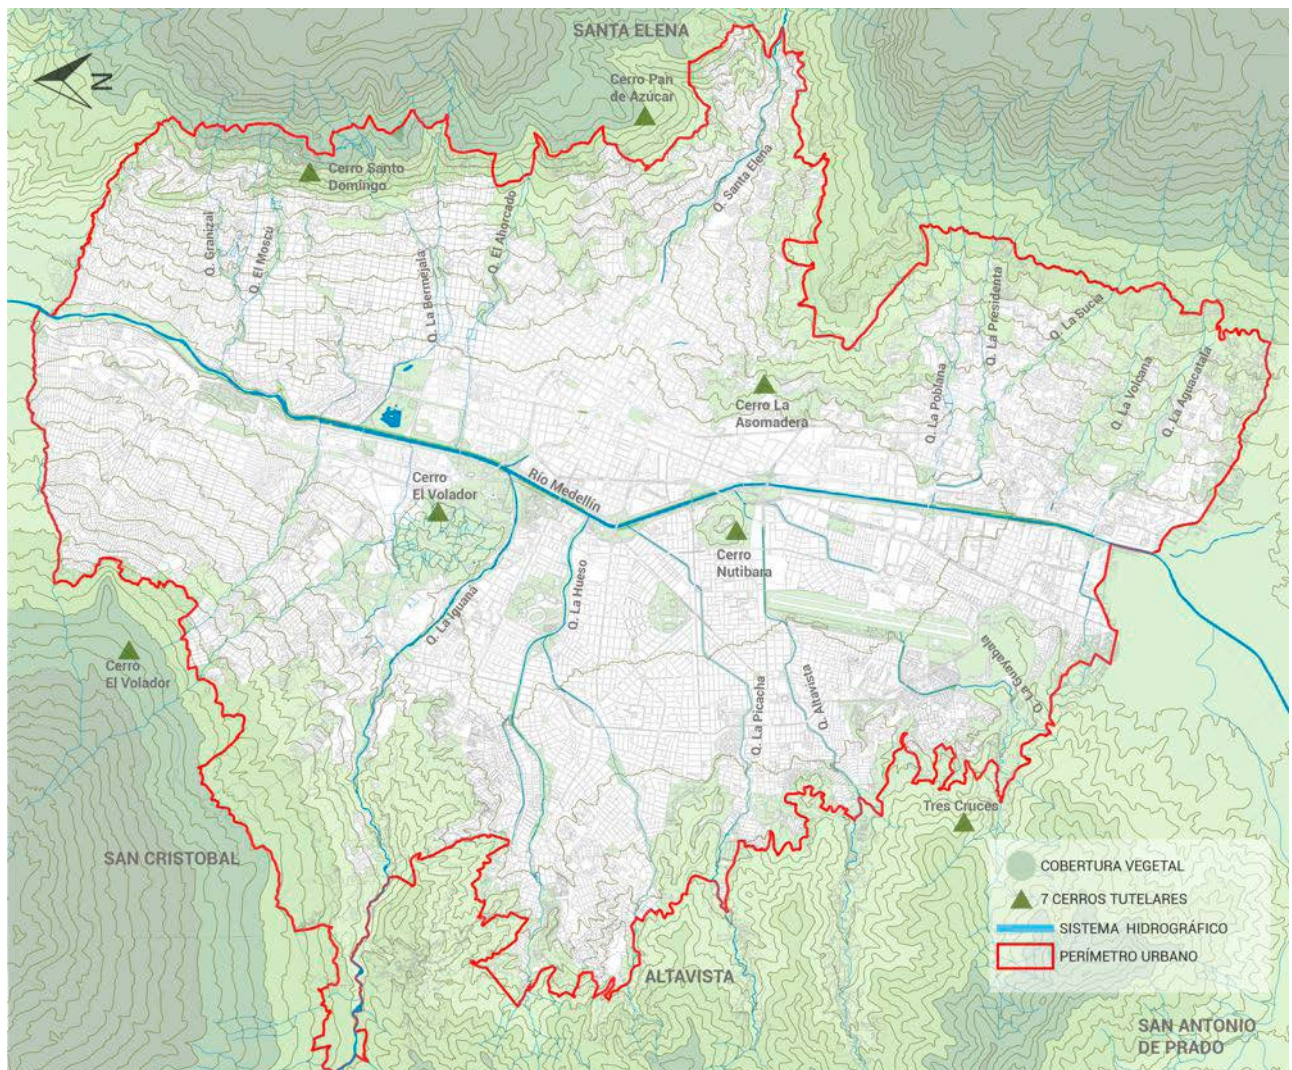 SANTA ELENA
N
Cerro Pan
de Azúcar
Cerro Santo
Domingo
Q. Santa Elena
Q. Granizal
Q. El Moscu
Q. El Ahorcado
Q. La Bermejala
Q. La Presidenta
Q. La Sucia
Q. La Poblana
Q. La Volcana
Q. La Aguacatala
Cerro La
Asomadera
Cerro
El Volador
Río Medellín
Cerro
Nutibara
Q. La Iguaná
Q. La Hueso
Q. La Picacha
Q. Altavista
Q. La Guayabala
Cerro
El Volador
Tres Cruces
SAN CRISTOBAL
ALTAVISTA
COBERTURA VEGETAL
7 CERROS TUTELARES
SISTEMA HIDROGRÁFICO
PERÍMETRO URBANO
SAN ANTONIO
DE PRADO